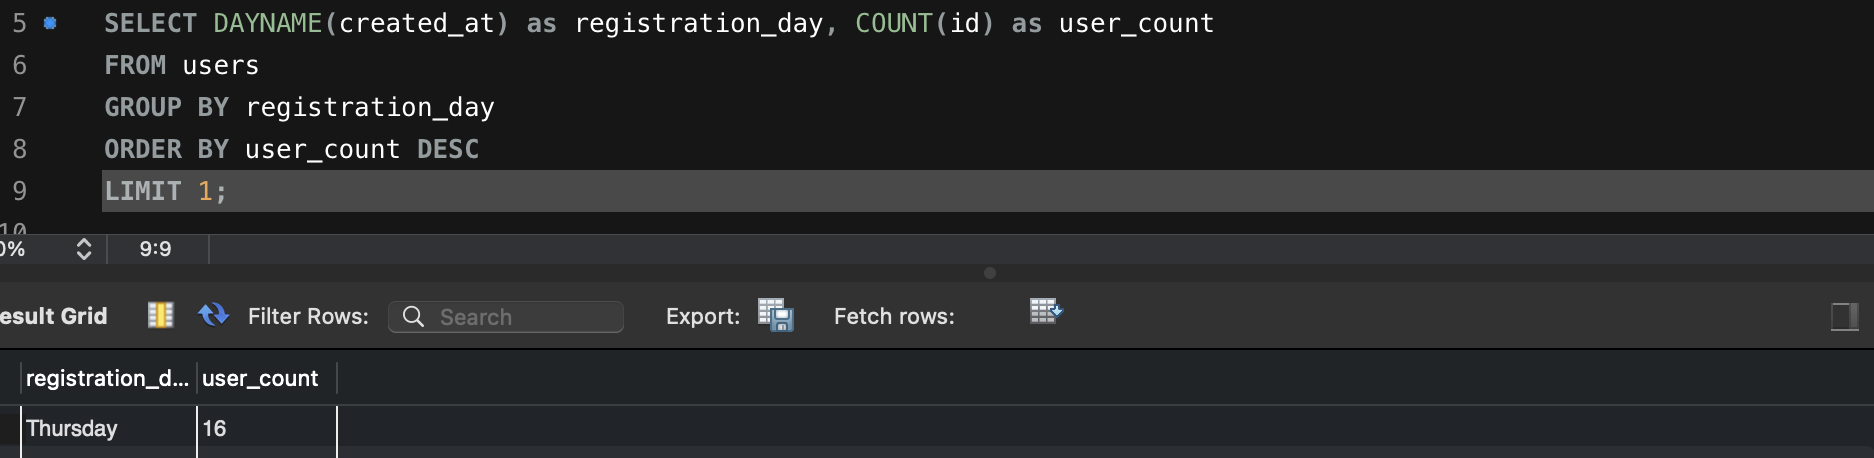 5 SELECT DAYNAME(created_at) as registration_day, COUNT(id) as user_count
6 FROM users
7 GROUP BY registration_day
8 ORDER BY user_count DESC
9 LIMIT 1;
10
0% 9:9
esult Grid Filter Rows: Search Export: Fetch rows:
registration_d... user_count
Thursday 16